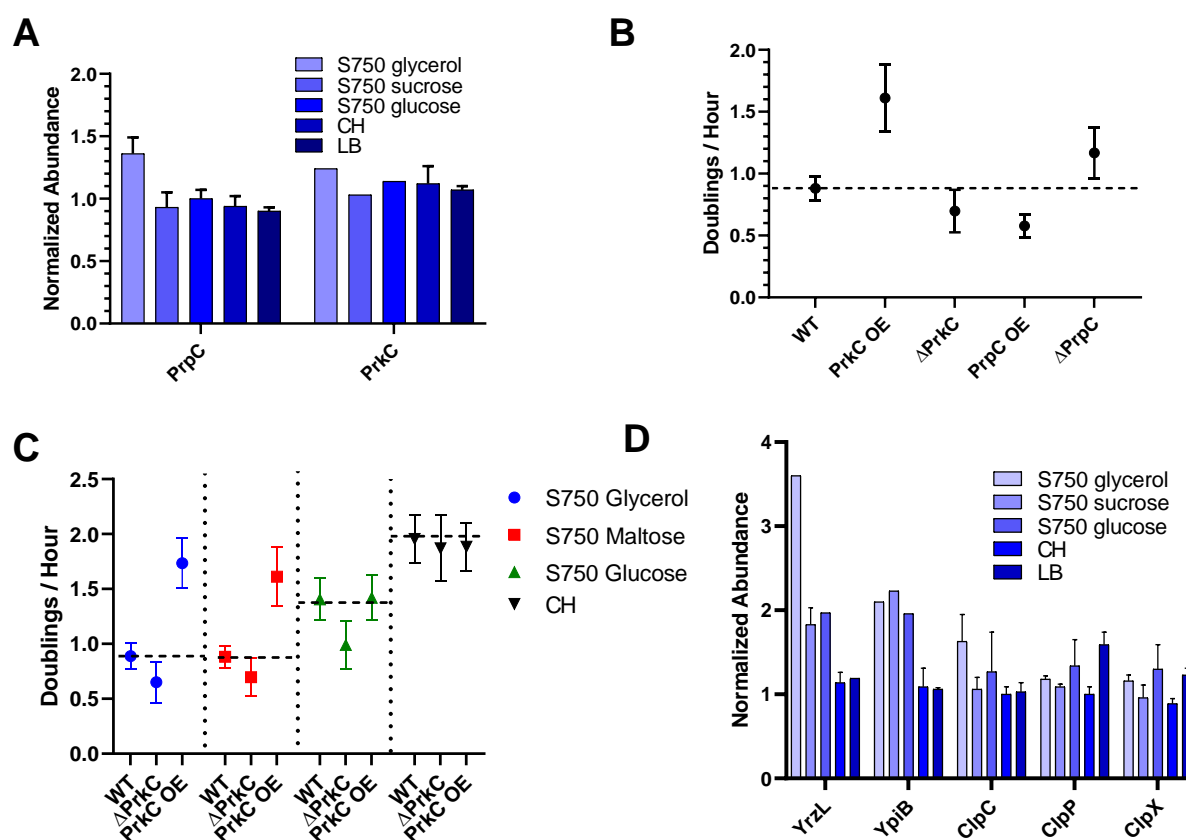 A
Normalized Abundance
2.0
1.5
1.0
0.5
0.0
S750 glycerol
S750 sucrose
S750 glucose
CH
LB
PrpC
PrkC
B
Doublings / Hour
2.0
1.5
1.0
0.5
0.0
WT
PrkC OE
ΔPrkC
PrpC OE
ΔPrpC
C
Doublings / Hour
2.5
2.0
1.5
1.0
0.5
0.0
WT
ΔPrkC
PrkC OE
WT
ΔPrkC
PrkC OE
WT
ΔPrkC
PrkC OE
WT
ΔPrkC
PrkC OE
S750 Glycerol
S750 Maltose
S750 Glucose
CH
D
Normalized Abundance
4
3
2
1
0
S750 glycerol
S750 sucrose
S750 glucose
CH
LB
YrzL
YpiB
ClpC
ClpP
ClpX